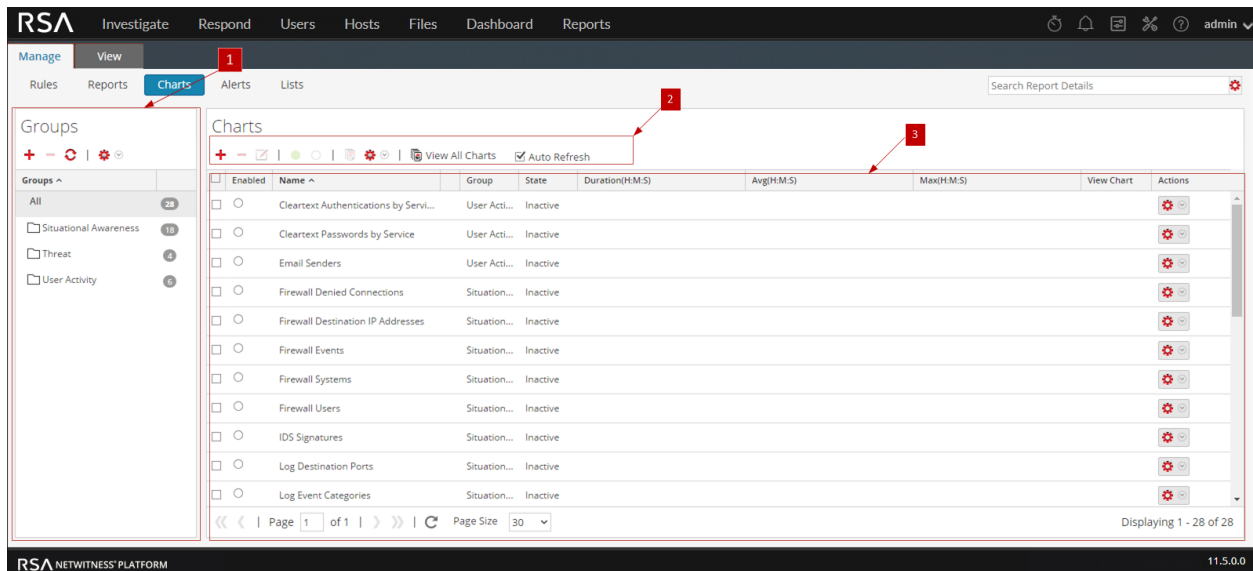 RSA Investigate Respond Users Hosts Files Dashboard Reports admin
Manage View
1
Rules Reports Charts Alerts Lists Search Report Details
2
Groups
Charts
3
View All Charts Auto Refresh
Groups
Enabled Name Group State Duration(H:M:S) Avg(H:M:S) Max(H:M:S) View Chart Actions
All 28
Situational Awareness 18
Threat 4
User Activity 6
Cleartext Authentications by Servi... User Acti... Inactive
Cleartext Passwords by Service User Acti... Inactive
Email Senders User Acti... Inactive
Firewall Denied Connections Situation... Inactive
Firewall Destination IP Addresses Situation... Inactive
Firewall Events Situation... Inactive
Firewall Systems Situation... Inactive
Firewall Users Situation... Inactive
IDS Signatures Situation... Inactive
Log Destination Ports Situation... Inactive
Log Event Categories Situation... Inactive
Page 1 of 1 Page Size 30 Displaying 1 - 28 of 28
RSA NETWITNESS® PLATFORM 11.5.0.0